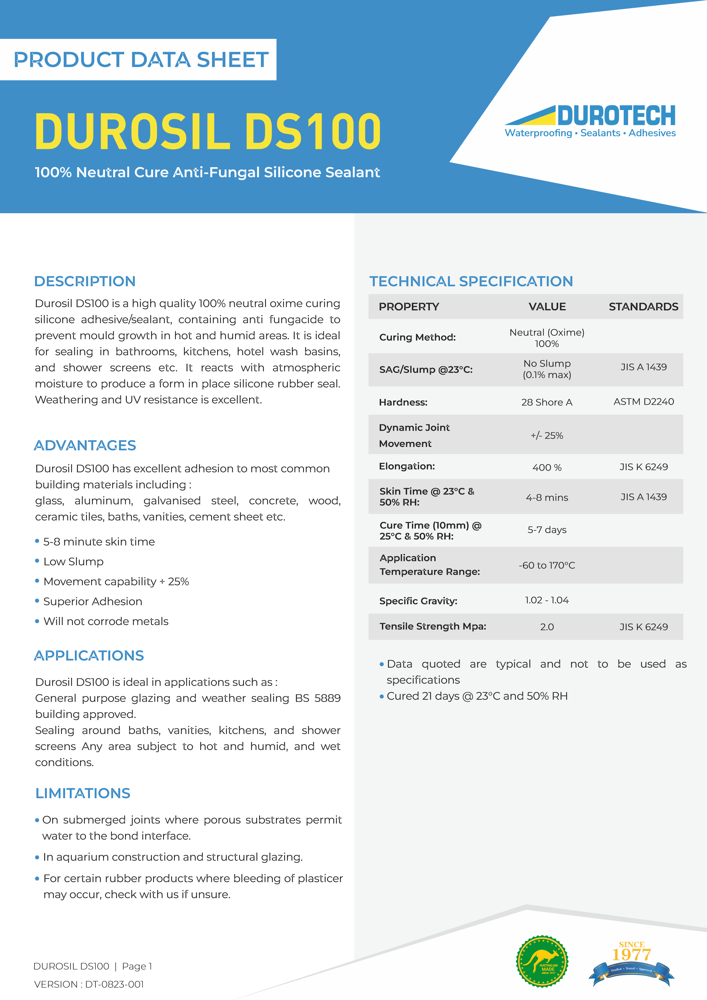 PRODUCT DATA SHEET
DUROSIL DS100
100% Neutral Cure Anti-Fungal Silicone Sealant
DUROTECH
Waterproofing • Sealants • Adhesives
DESCRIPTION
Durosil DS100 is a high quality 100% neutral oxime curing
silicone adhesive/sealant, containing anti fungacide to
prevent mould growth in hot and humid areas. It is ideal
for sealing in bathrooms, kitchens, hotel wash basins,
and shower screens etc. It reacts with atmospheric
moisture to produce a form in place silicone rubber seal.
Weathering and UV resistance is excellent.
ADVANTAGES
Durosil DS100 has excellent adhesion to most common
building materials including :
glass, aluminum, galvanised steel, concrete, wood,
ceramic tiles, baths, vanities, cement sheet etc.
• 5-8 minute skin time
• Low Slump
• Movement capability + 25%
• Superior Adhesion
• Will not corrode metals
APPLICATIONS
Durosil DS100 is ideal in applications such as :
General purpose glazing and weather sealing BS 5889
building approved.
Sealing around baths, vanities, kitchens, and shower
screens Any area subject to hot and humid, and wet
conditions.
LIMITATIONS
• On submerged joints where porous substrates permit
water to the bond interface.
• In aquarium construction and structural glazing.
• For certain rubber products where bleeding of plasticer
may occur, check with us if unsure.
TECHNICAL SPECIFICATION
PROPERTY VALUE STANDARDS
Curing Method: Neutral (Oxime)
100%
SAG/Slump @23°C: No Slump
(0.1% max) JIS A 1439
Hardness: 28 Shore A ASTM D2240
Dynamic Joint
Movement +/- 25%
Elongation: 400 % JIS K 6249
Skin Time @ 23°C &
50% RH: 4-8 mins JIS A 1439
Cure Time (10mm) @
25°C & 50% RH: 5-7 days
Application
Temperature Range: -60 to 170°C
Specific Gravity: 1.02 - 1.04
Tensile Strength Mpa: 2.0 JIS K 6249
• Data quoted are typical and not to be used as
specifications
• Cured 21 days @ 23°C and 50% RH
DUROSIL DS100 | Page 1
VERSION : DT-0823-001
AUSTRALIAN
MADE
SINCE 1977
SINCE
1977
Trialled • Tested • Approved